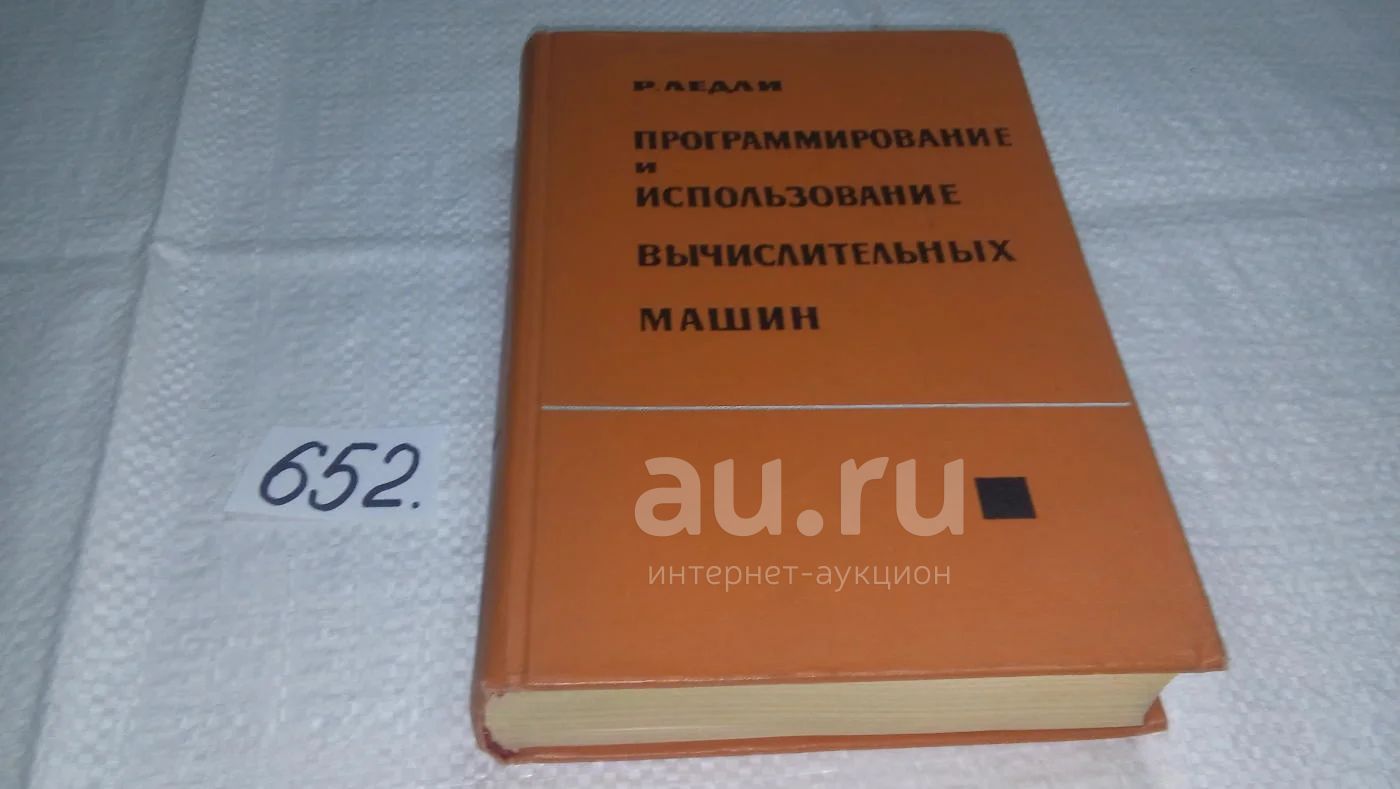 Р. ЛЕДЛИ
ПРОГРАММИРОВАНИЕ
И
ИСПОЛЬЗОВАНИЕ
ВЫЧИСЛИТЕЛЬНЫХ
МАШИН
652.
au.ru
интернет-аукцион